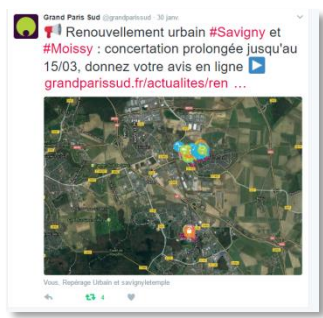 Grand Paris Sud @grandparissud · 30 janv
Renouvellement urbain #Savigny et
#Moissy : concertation prolongée jusqu'au
15/03, donnez votre avis en ligne
grandparissud.fr/actualites/ren …
Vous, Repérage Urbain et savignyletemple
4